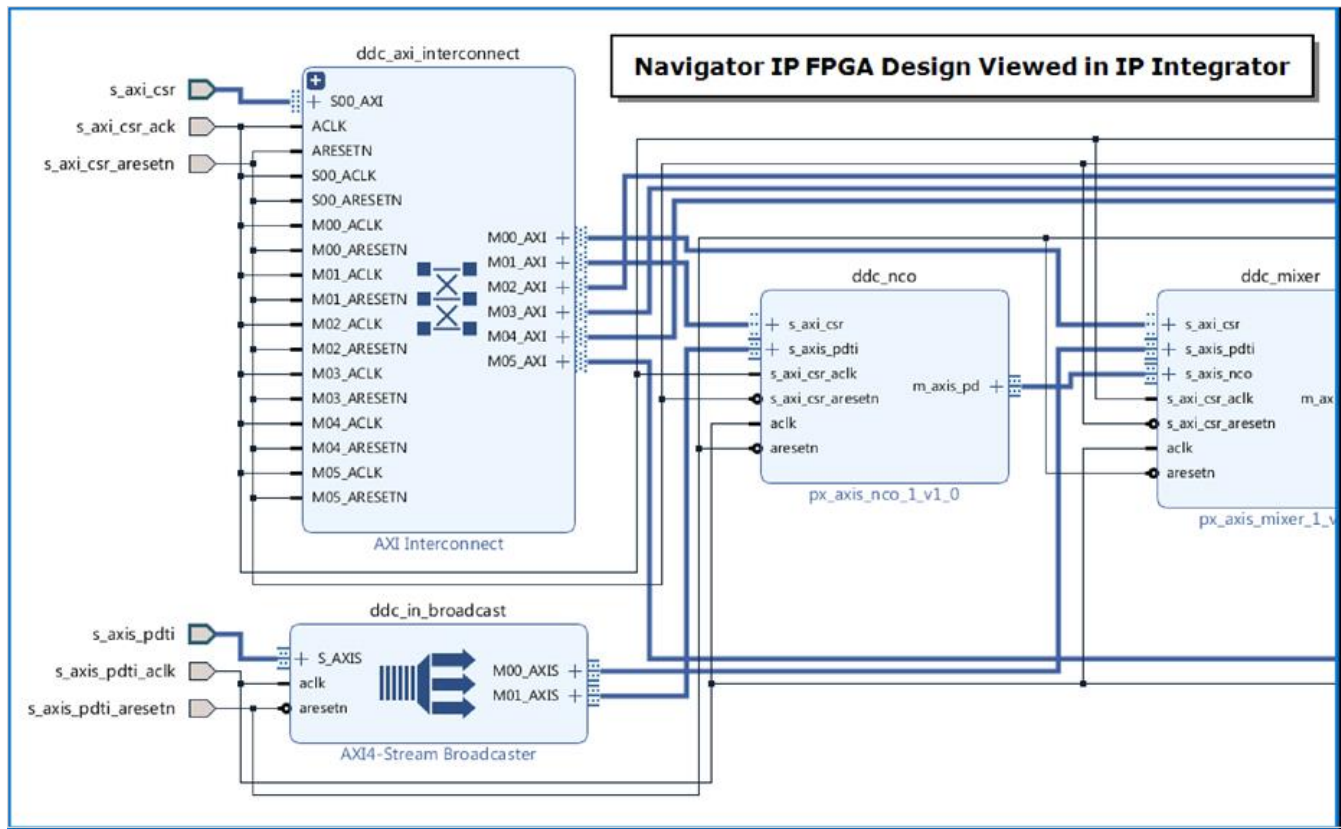 Navigator IP FPGA Design Viewed in IP Integrator
ddc_axi_interconnect
s_axi_csr
s_axi_csr_ack
s_axi_csr_aresetn
S00_AXI
ACLK
ARESETN
S00_ACLK
S00_ARESETN
M00_ACLK
M00_ARESETN
M01_ACLK
M01_ARESETN
M02_ACLK
M02_ARESETN
M03_ACLK
M03_ARESETN
M04_ACLK
M04_ARESETN
M05_ACLK
M05_ARESETN
M00_AXI
M01_AXI
M02_AXI
M03_AXI
M04_AXI
M05_AXI
AXI Interconnect
ddc_nco
s_axi_csr
s_axis_pdti
s_axi_csr_aclk
s_axi_csr_aresetn
aclk
aresetn
m_axis_pd
px_axis_nco_1_v1_0
ddc_mixer
s_axi_csr
s_axis_pdti
s_axis_nco
s_axi_csr_aclk
s_axi_csr_aresetn
aclk
aresetn
m_ax
px_axis_mixer_1_v
ddc_in_broadcast
s_axis_pdti
s_axis_pdti_aclk
s_axis_pdti_aresetn
S_AXIS
aclk
aresetn
M00_AXIS
M01_AXIS
AXI4-Stream Broadcaster